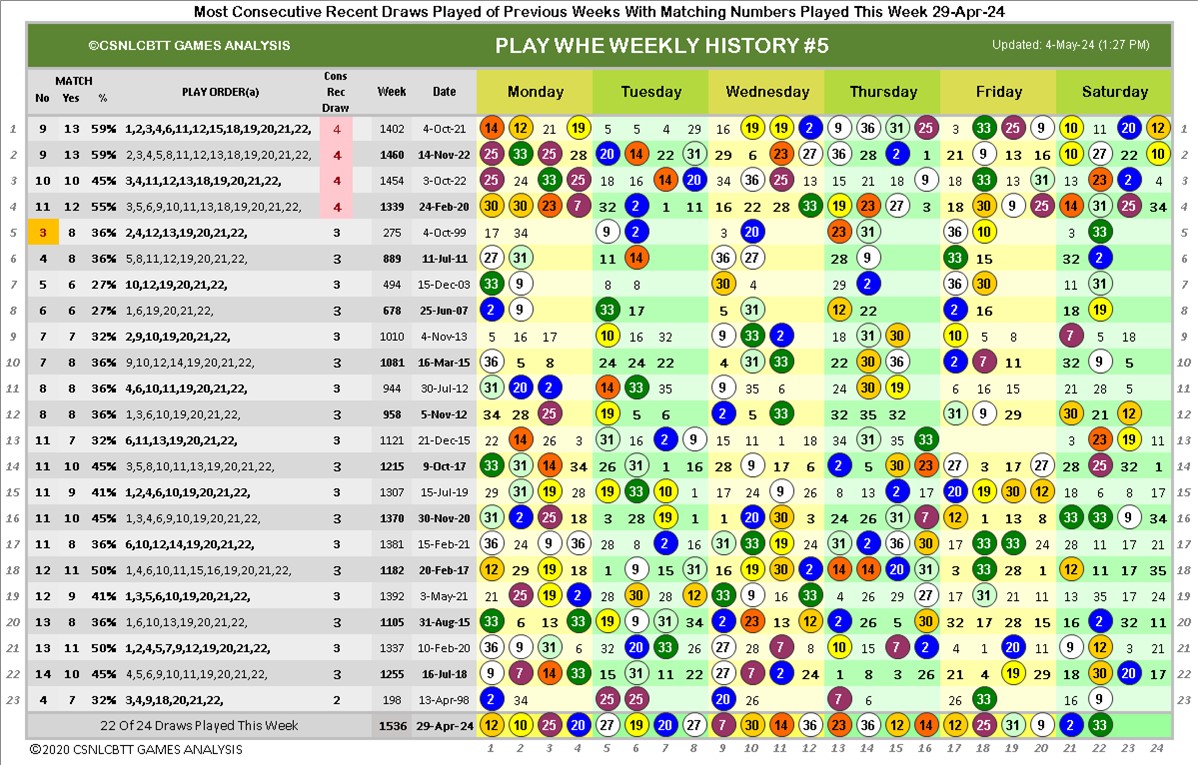 Most Consecutive Recent Draws Played of Previous Weeks With Matching Numbers Played This Week 29-Apr-24
©CSNLCBTT GAMES ANALYSIS PLAY WHE WEEKLY HISTORY #5 Updated: 4-May-24 (1:27 PM)
No MATCH Yes % PLAY ORDER(a) Cons Rec Draw Week Date Monday Tuesday Wednesday Thursday Friday Saturday
1 9 13 59% 1,2,3,4,6,11,12,15,18,19,20,21,22, 4 1402 4-Oct-21 14 12 21 19 5 5 4 29 16 19 19 2 9 36 31 25 3 33 25 9 10 11 20 12 1
2 9 13 59% 2,3,4,5,8,11,12,13,18,19,20,21,22, 4 1460 14-Nov-22 25 33 25 28 20 14 22 31 29 6 23 27 36 28 2 1 21 9 13 16 10 27 22 10 2
3 10 10 45% 3,4,11,12,13,18,19,20,21,22, 4 1454 3-Oct-22 25 24 33 25 18 16 14 20 34 36 25 13 15 21 18 9 18 33 13 31 13 23 2 4 3
4 11 12 55% 3,5,6,9,10,11,13,18,19,20,21,22, 4 1339 24-Feb-20 30 30 23 7 32 2 1 11 16 22 28 33 19 23 27 3 18 30 9 25 14 31 25 34 4
5 3 8 36% 2,4,12,13,19,20,21,22, 3 275 4-Oct-99 17 34 9 2 3 20 23 31 36 10 3 33 5
6 4 8 36% 5,8,11,12,19,20,21,22, 3 889 11-Jul-11 27 31 11 14 36 27 28 9 33 15 32 2 6
7 5 6 27% 10,12,19,20,21,22, 3 494 15-Dec-03 33 9 8 8 30 4 29 2 36 30 11 31 7
8 6 6 27% 1,6,19,20,21,22, 3 678 25-Jun-07 2 9 33 17 5 31 12 22 2 16 18 19 8
9 7 7 32% 2,9,10,19,20,21,22, 3 1010 4-Nov-13 5 16 17 10 16 32 9 33 2 18 31 30 10 5 8 7 5 18 9
10 7 8 36% 9,10,12,14,19,20,21,22, 3 1081 16-Mar-15 36 5 8 24 24 22 4 31 33 22 30 36 2 7 11 32 9 5 10
11 8 8 36% 4,6,10,11,19,20,21,22, 3 944 30-Jul-12 31 20 2 14 33 35 9 35 6 24 30 19 6 16 15 21 28 5 11
12 8 8 36% 1,3,6,10,19,20,21,22, 3 958 5-Nov-12 34 28 25 19 5 6 2 5 33 32 35 32 31 9 29 30 21 12 12
13 11 7 32% 6,11,13,19,20,21,22, 3 1121 21-Dec-15 22 14 26 3 31 16 2 9 15 11 1 18 34 31 35 33 3 23 19 11 13
14 11 10 45% 3,5,8,10,11,13,19,20,21,22, 3 1215 9-Oct-17 33 31 14 34 26 31 1 16 28 9 17 6 2 5 30 23 27 3 17 27 28 25 32 1 14
15 11 9 41% 1,2,4,6,10,19,20,21,22, 3 1307 15-Jul-19 29 31 19 28 19 33 10 1 17 24 9 26 8 13 2 17 20 19 30 12 18 6 8 17 15
16 11 10 45% 1,3,4,6,9,10,19,20,21,22, 3 1370 30-Nov-20 31 2 25 18 3 28 19 1 1 20 30 3 24 26 31 7 12 1 13 8 33 33 9 34 16
17 11 8 36% 6,10,12,14,19,20,21,22, 3 1381 15-Feb-21 36 24 9 36 28 8 2 16 31 33 19 24 31 2 36 30 17 33 33 24 28 11 17 21 17
18 12 11 50% 1,4,6,10,11,15,16,19,20,21,22, 3 1182 20-Feb-17 12 29 19 18 1 9 15 31 16 19 30 2 14 14 20 31 3 33 28 1 12 11 17 35 18
19 12 9 41% 1,3,5,6,10,19,20,21,22, 3 1392 3-May-21 21 25 19 2 28 30 28 12 33 9 16 33 4 26 29 27 17 31 21 11 13 35 17 24 19
20 13 8 36% 1,6,10,13,19,20,21,22, 3 1105 31-Aug-15 33 6 13 33 19 9 31 34 2 23 13 12 2 26 5 30 32 17 28 15 16 2 32 11 20
21 13 11 50% 1,2,4,5,7,9,12,19,20,21,22, 3 1337 10-Feb-20 36 9 31 6 32 20 33 26 27 28 7 8 10 15 7 2 1 20 11 9 12 3 21 21
22 14 10 45% 4,5,6,9,10,11,19,20,21,22, 3 1255 16-Jul-18 9 7 14 33 15 31 11 22 27 7 2 24 1 8 3 26 21 4 19 29 18 30 20 17 22
23 4 7 32% 3,4,9,18,20,21,22, 2 198 13-Apr-98 2 34 25 25 20 26 7 6 26 33 16 9 23
22 Of 24 Draws Played This Week 1536 29-Apr-24 12 10 25 20 27 19 20 27 7 30 14 36 23 36 12 14 12 25 31 9 2 33
©2020 CSNLCBTT GAMES ANALYSIS 1 2 3 4 5 6 7 8 9 10 11 12 13 14 15 16 17 18 19 20 21 22 23 24